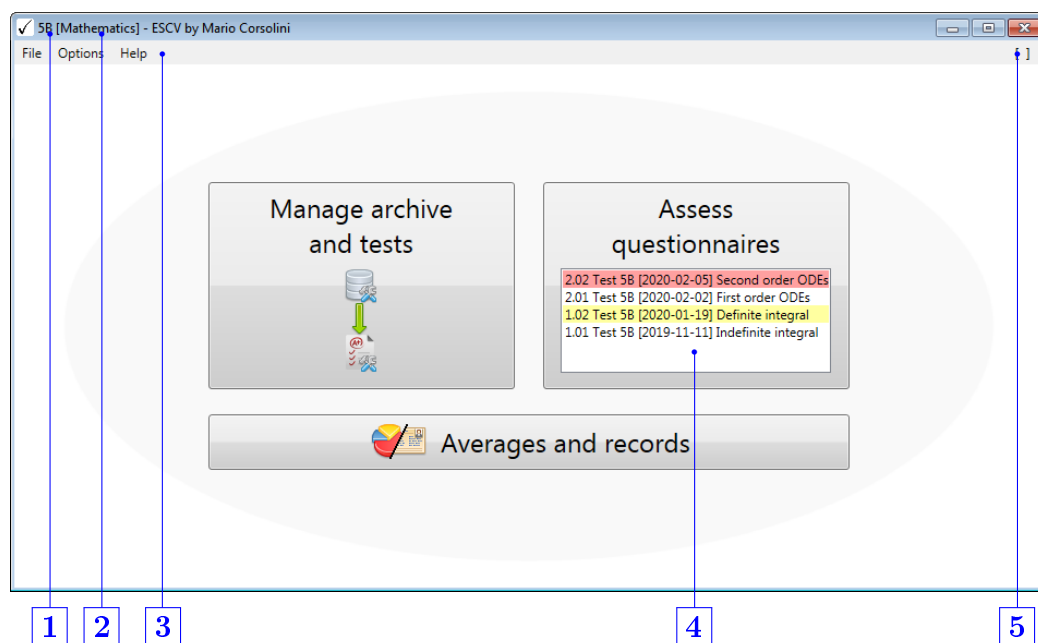 5B [Mathematics] - ESCV by Mario Corsolini
File Options Help [ ]
Manage archive
and tests
Assess
questionnaires
2.02 Test 5B [2020-02-05] Second order ODEs
2.01 Test 5B [2020-02-02] First order ODEs
1.02 Test 5B [2020-01-19] Definite integral
1.01 Test 5B [2019-11-11] Indefinite integral
A+
Averages and records
1 2 3 4 5